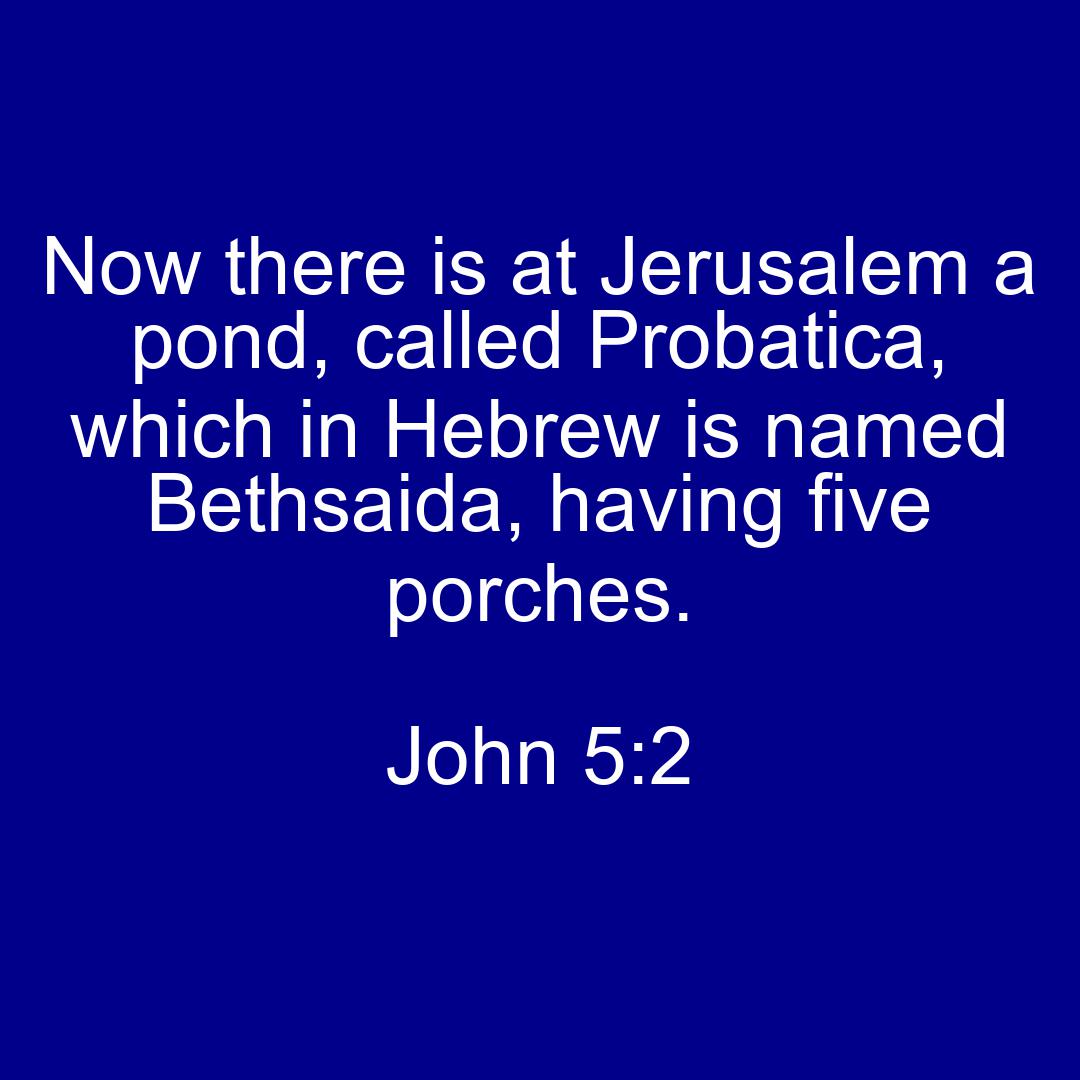 Now there is at Jerusalem a
pond, called Probatica,
which in Hebrew is named
Bethsaida, having five
porches.
John 5:2